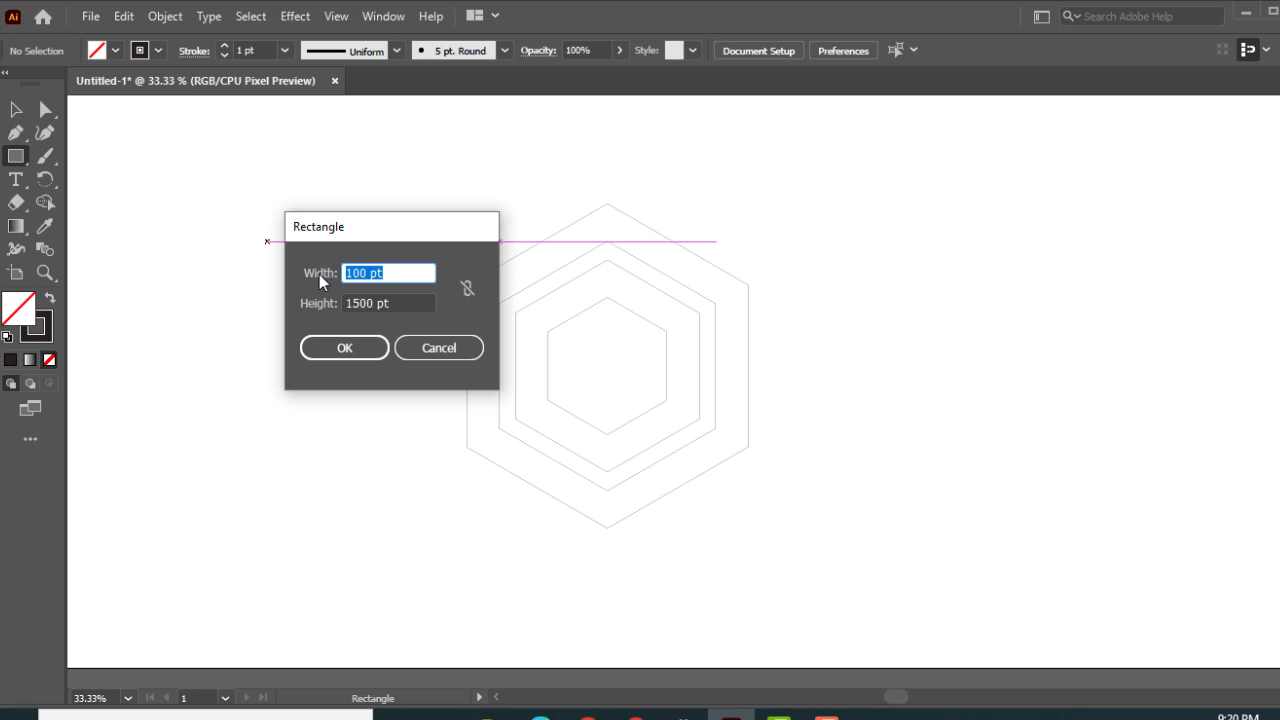 Ai File Edit Object Type Select Effect View Window Help Search Adobe Help
No Selection Stroke: 1 pt Uniform 5 pt. Round Opacity: 100% Style: Document Setup Preferences
Untitled-1* @ 33.33 % (RGB/CPU Pixel Preview) ×
Rectangle
Width: 100 pt
Height: 1500 pt
OK Cancel
33.33% 1 Rectangle
9:20 PM